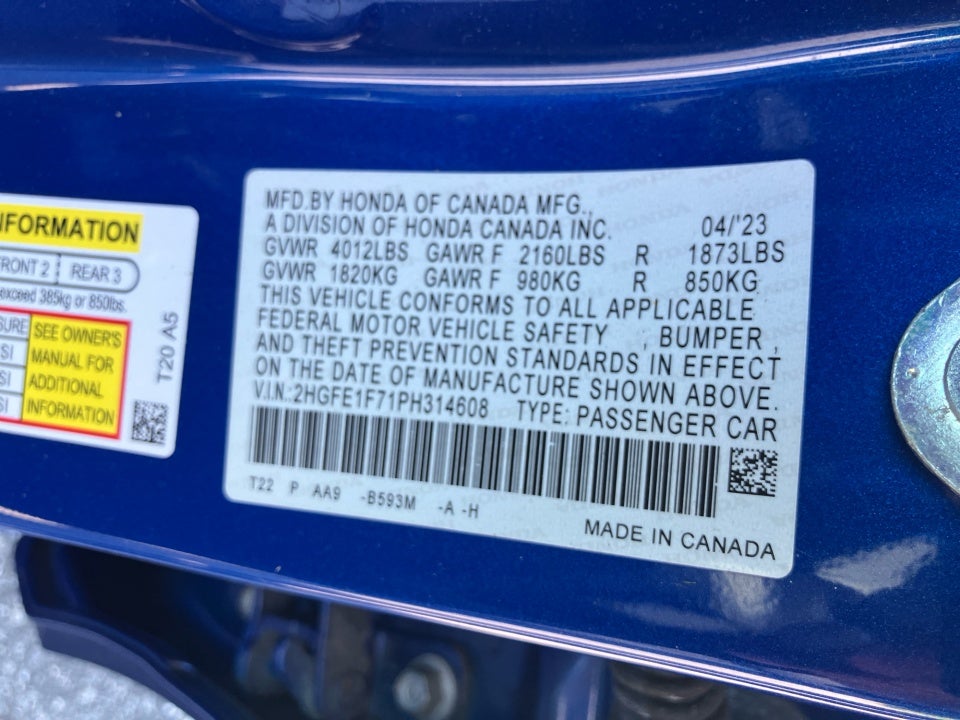 INFORMATION
FRONT 2 REAR 3
exceed 385kg or 850lbs.
SEE OWNER'S
MANUAL FOR
ADDITIONAL
INFORMATION
T20 A5
MFD.BY HONDA OF CANADA MFG.,
A DIVISION OF HONDA CANADA INC. 04/'23
GVWR 4012LBS GAWR F 2160LBS R 1873LBS
GVWR 1820KG GAWR F 980KG R 850KG
THIS VEHICLE CONFORMS TO ALL APPLICABLE
FEDERAL MOTOR VEHICLE SAFETY , BUMPER ,
AND THEFT PREVENTION STANDARDS IN EFFECT
ON THE DATE OF MANUFACTURE SHOWN ABOVE.
V.I.N.:2HGFE1F71PH314608 TYPE: PASSENGER CAR
T22 P AA9 -B593M -A -H
MADE IN CANADA